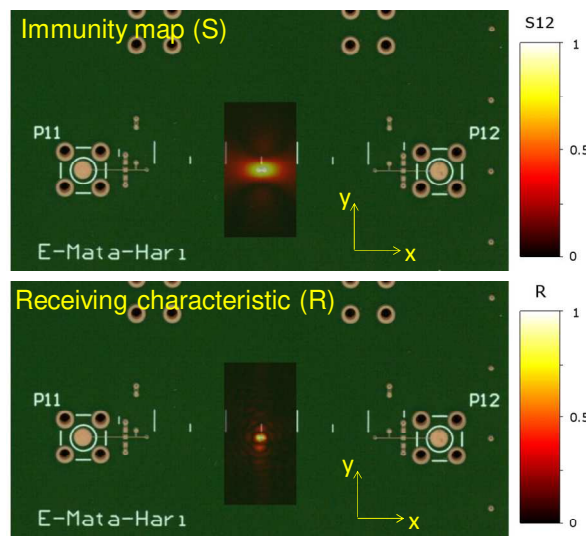 Immunity map (S)
S12
1
P11
P12
0.5
y
x
E-Mata-Hari
0
Receiving characteristic (R)
R
1
P11
P12
0.5
y
x
E-Mata-Hari
0